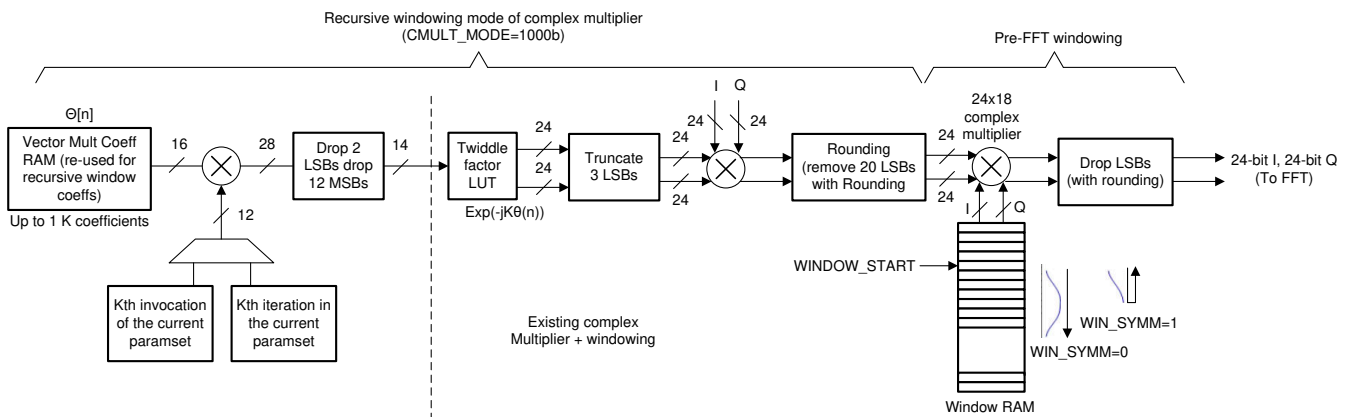 Recursive windowing mode of complex multiplier
(CMULT_MODE=1000b)
Pre-FFT windowing
Θ[n]
Vector Mult Coeff
RAM (re-used for
recursive window
coeffs)
Up to 1 K coefficients
16
28
12
Kth invocation
of the current
paramset
Kth iteration in
the current
paramset
Drop 2
LSBs drop
12 MSBs
14
Twiddle
factor
LUT
Exp(-jKθ(n))
24
24
Truncate
3 LSBs
24
24
I
Q
24
24
Rounding
(remove 20 LSBs
with Rounding
24
24
24x18
complex
multiplier
I
Q
Drop LSBs
(with rounding)
24-bit I, 24-bit Q
(To FFT)
WINDOW_START
WIN_SYMM=1
WIN_SYMM=0
Window RAM
Existing complex
Multiplier + windowing